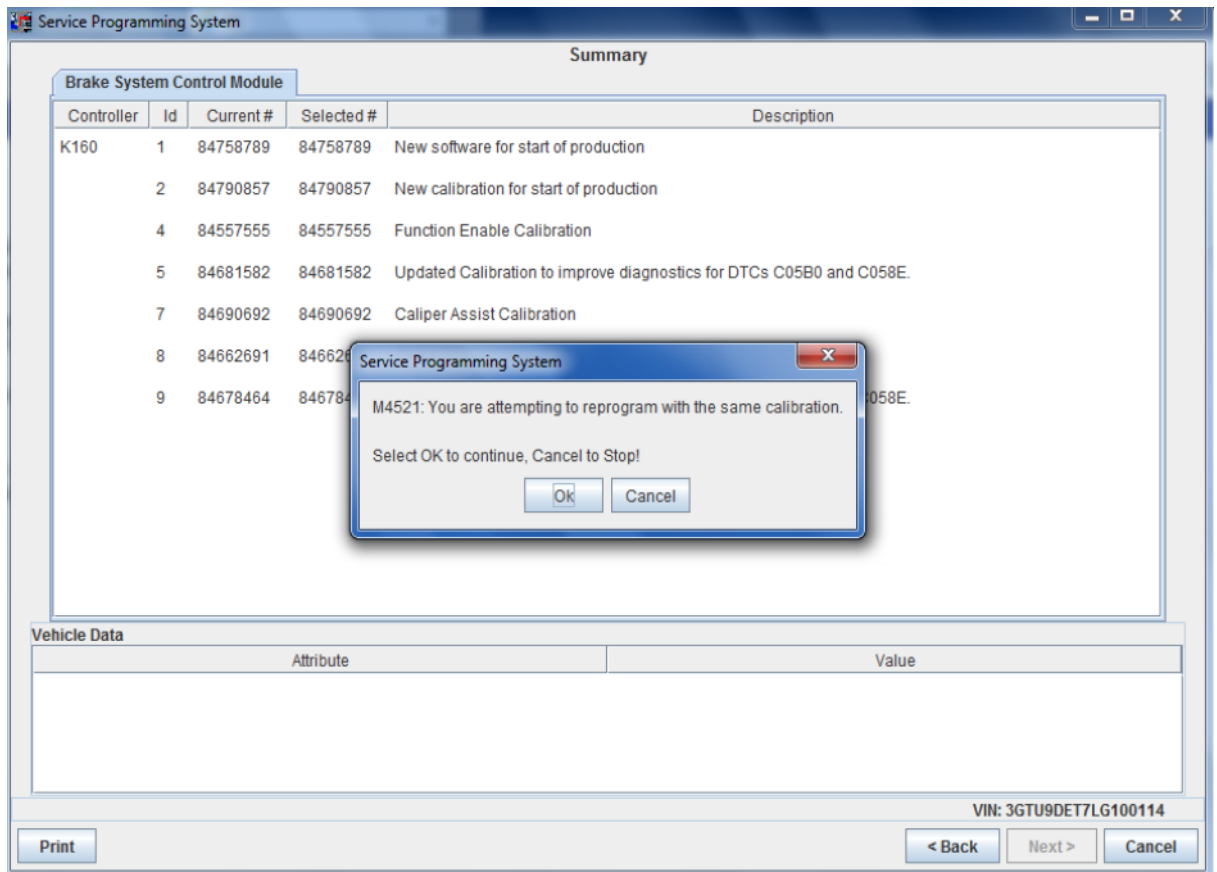 Service Programming System
Summary
Brake System Control Module
Controller Id Current # Selected # Description
K160 1 84758789 84758789 New software for start of production
2 84790857 84790857 New calibration for start of production
4 84557555 84557555 Function Enable Calibration
5 84681582 84681582 Updated Calibration to improve diagnostics for DTCs C05B0 and C058E.
7 84690692 84690692 Caliper Assist Calibration
8 84662691
9 84678464
Service Programming System
M4521: You are attempting to reprogram with the same calibration.
Select OK to continue, Cancel to Stop!
Ok Cancel
Vehicle Data
Attribute Value
VIN: 3GTU9DET7LG100114
Print < Back Next > Cancel